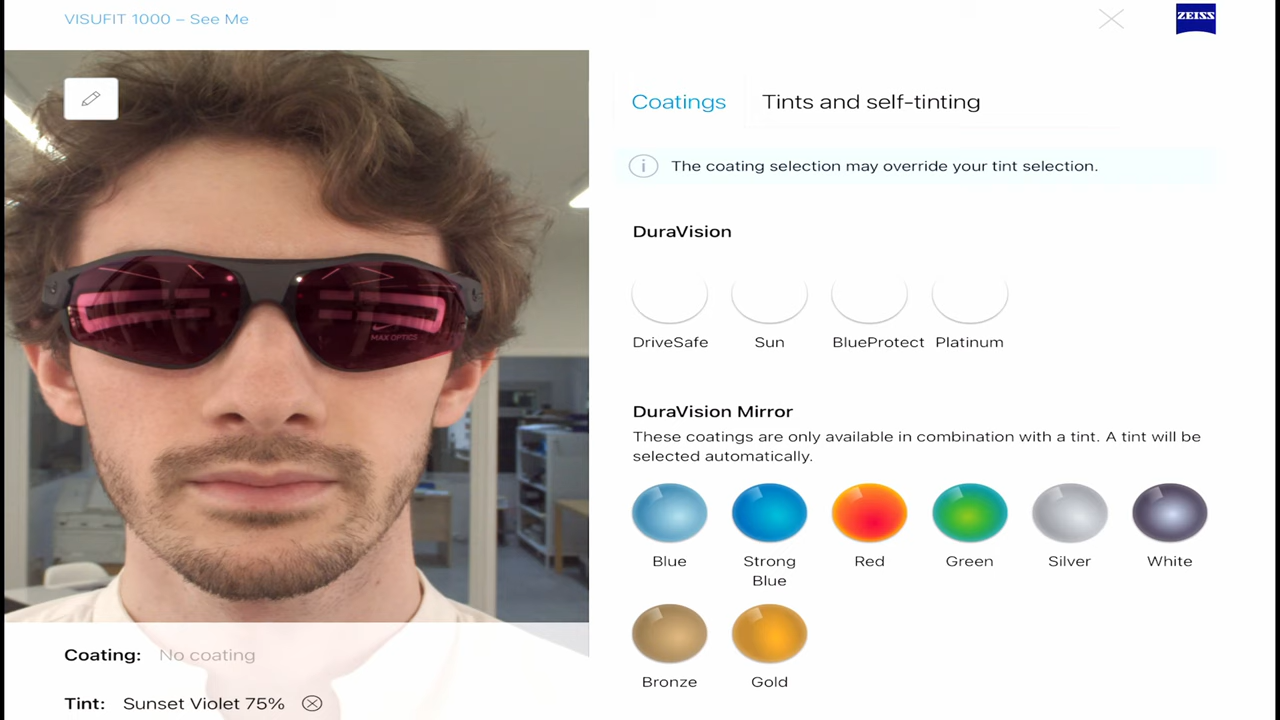 VISUFIT 1000 – See Me
ZEISS
Coatings
Tints and self-tinting
The coating selection may override your tint selection.
DuraVision
DriveSafe
Sun
BlueProtect
Platinum
MAX OPTICS
DuraVision Mirror
These coatings are only available in combination with a tint. A tint will be
selected automatically.
Blue
Strong
Blue
Red
Green
Silver
White
Bronze
Gold
Coating: No coating
Tint: Sunset Violet 75%